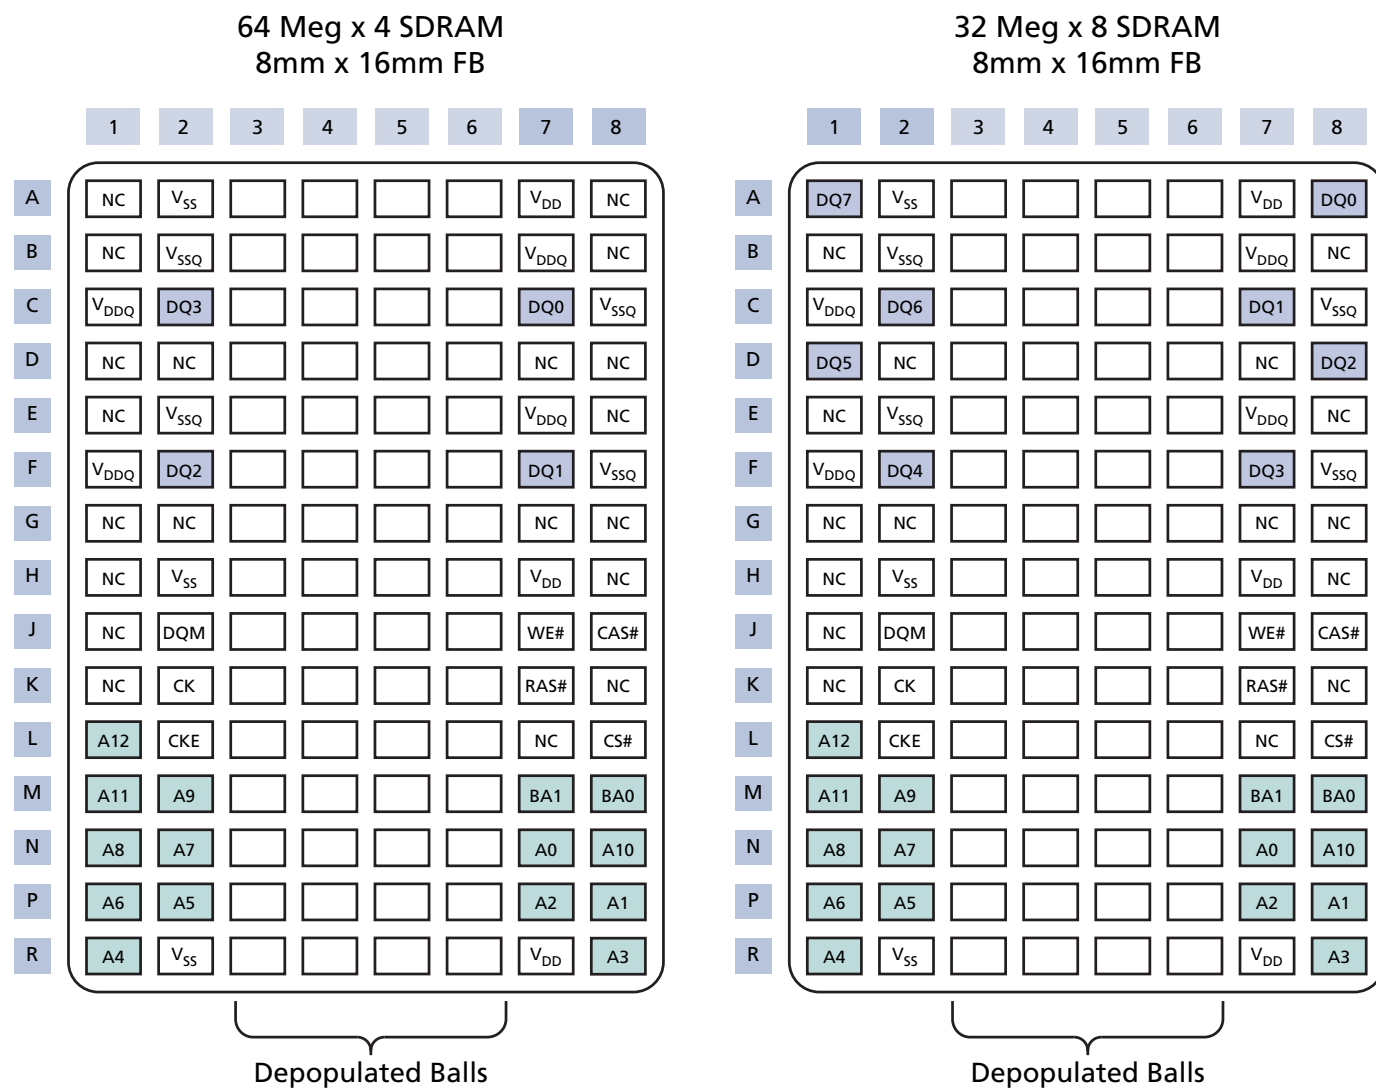 64 Meg x 4 SDRAM
8mm x 16mm FB
1 2 3 4 5 6 7 8
A NC VSS VDD NC
B NC VSSQ VDDQ NC
C VDDQ DQ3 DQ0 VSSQ
D NC NC NC NC
E NC VSSQ VDDQ NC
F VDDQ DQ2 DQ1 VSSQ
G NC NC NC NC
H NC VSS VDD NC
J NC DQM WE# CAS#
K NC CK RAS# NC
L A12 CKE NC CS#
M A11 A9 BA1 BA0
N A8 A7 A0 A10
P A6 A5 A2 A1
R A4 VSS VDD A3
Depopulated Balls
32 Meg x 8 SDRAM
8mm x 16mm FB
1 2 3 4 5 6 7 8
A DQ7 VSS VDD DQ0
B NC VSSQ VDDQ NC
C VDDQ DQ6 DQ1 VSSQ
D DQ5 NC NC DQ2
E NC VSSQ VDDQ NC
F VDDQ DQ4 DQ3 VSSQ
G NC NC NC NC
H NC VSS VDD NC
J NC DQM WE# CAS#
K NC CK RAS# NC
L A12 CKE NC CS#
M A11 A9 BA1 BA0
N A8 A7 A0 A10
P A6 A5 A2 A1
R A4 VSS VDD A3
Depopulated Balls